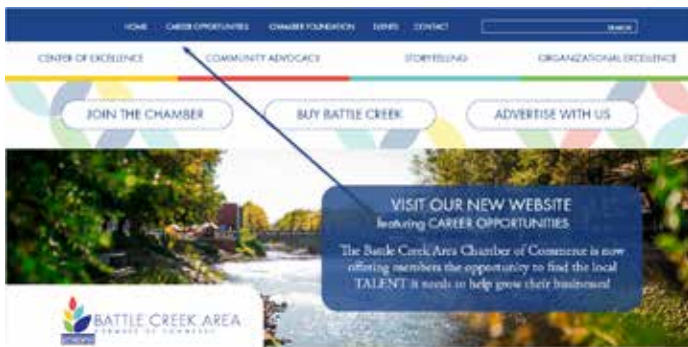 HOME CAREER OPPORTUNITIES CHAMBER FOUNDATION EVENTS CONTACT SEARCH
CENTER OF EXCELLENCE COMMUNITY ADVOCACY STORYTELLING ORGANIZATIONAL EXCELLENCE
JOIN THE CHAMBER BUY BATTLE CREEK ADVERTISE WITH US
VISIT OUR NEW WEBSITE
featuring CAREER OPPORTUNITIES
The Battle Creek Area Chamber of Commerce is now
offering members the opportunity to find the local
TALENT it needs to help grow their businesses!
BATTLE CREEK AREA
CHAMBER OF COMMERCE